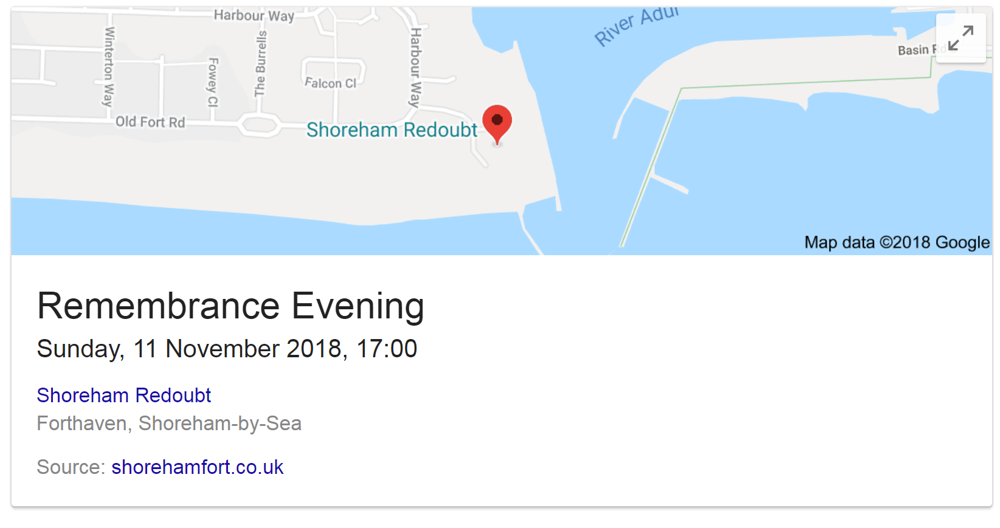 Harbour Way
River Adur
Winterton Way
Fowey Cl
The Burrells
Harbour Way
Falcon Cl
Basin Rd S
Old Fort Rd
Shoreham Redoubt
Map data ©2018 Google
Remembrance Evening
Sunday, 11 November 2018, 17:00
Shoreham Redoubt
Forthaven, Shoreham-by-Sea
Source: shorehamfort.co.uk